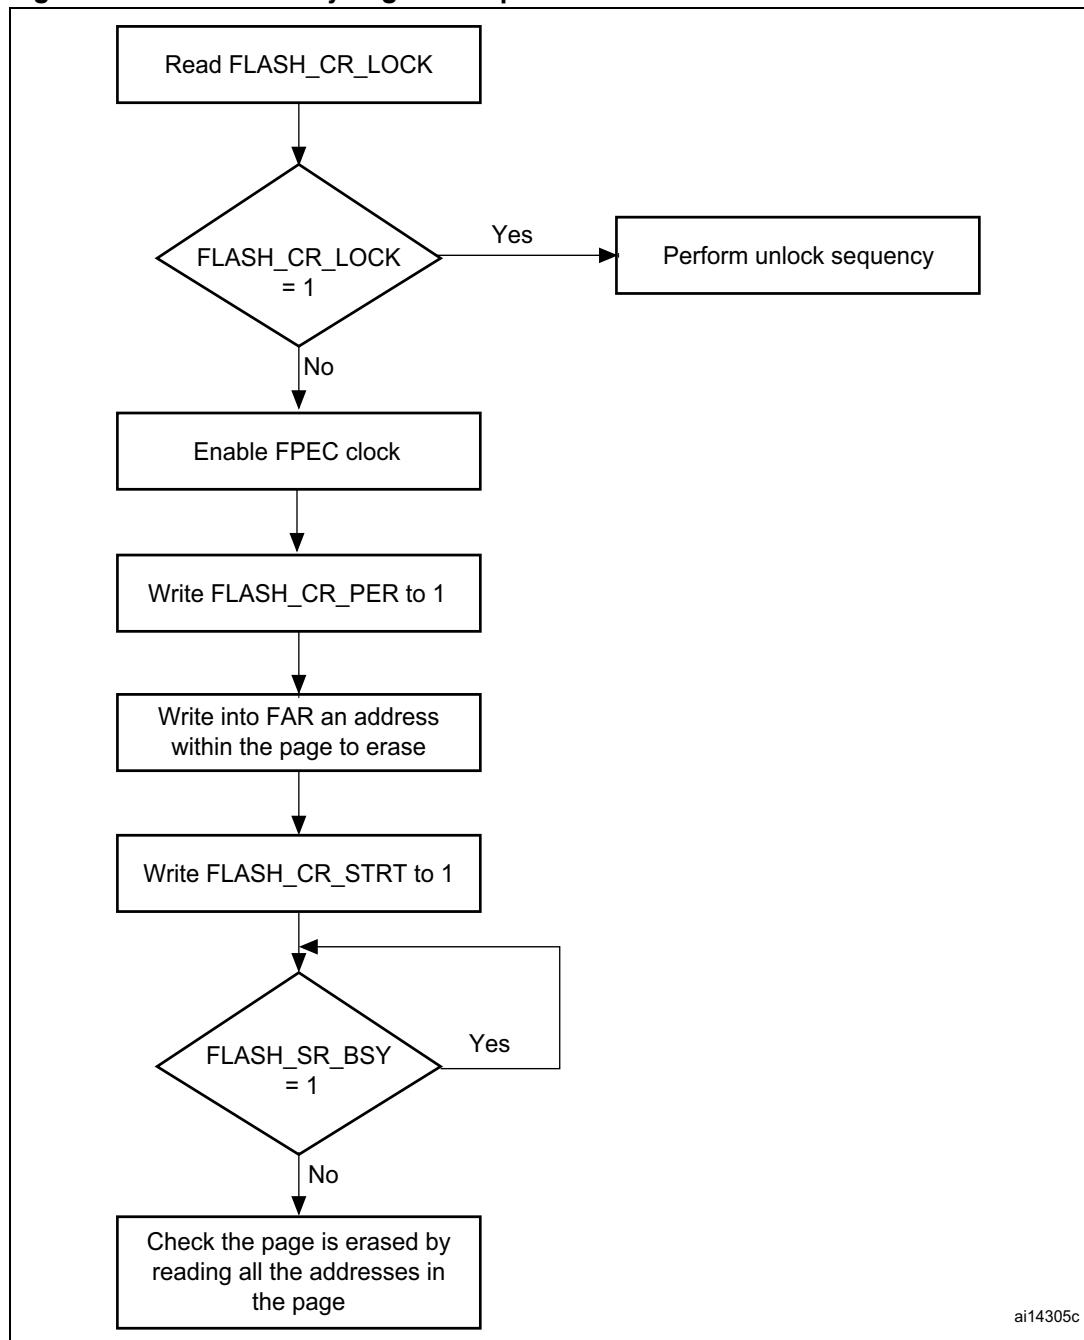 Read FLASH_CR_LOCK
FLASH_CR_LOCK
= 1
Yes
Perform unlock sequency
No
Enable FPEC clock
Write FLASH_CR_PER to 1
Write into FAR an address
within the page to erase
Write FLASH_CR_STRT to 1
FLASH_SR_BSY
= 1
Yes
No
Check the page is erased by
reading all the addresses in
the page
ai14305c